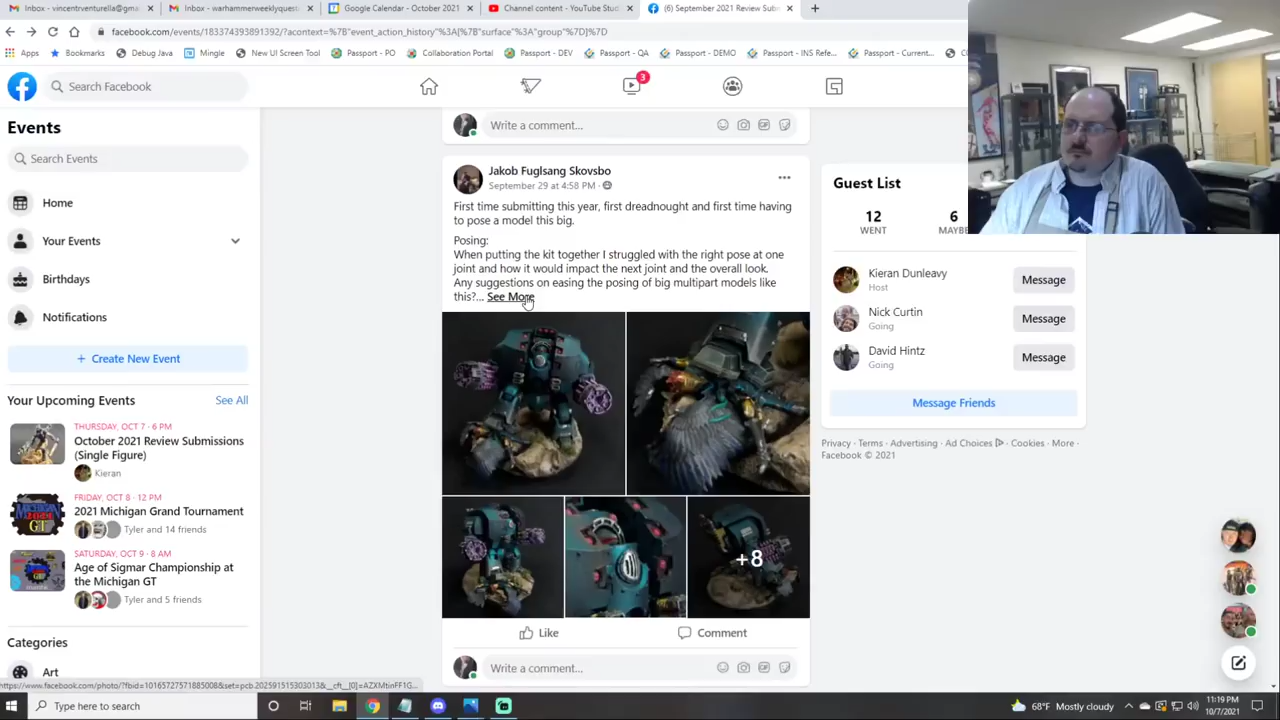 Inbox - vincentrventurella@gmai
Inbox - warhammerweeklyquest
Google Calendar - October 2021
Channel content - YouTube Stud
(6) September 2021 Review Subm
facebook.com/events/183374393891392/?acontext=%7B"event_action_history"%3A[%7B"surface"%3A"group"%7D]%7D
Apps
Bookmarks
Debug Java
Mingle
New UI Screen Tool
Passport - PO
Collaboration Portal
Passport - DEV
Passport - QA
Passport - DEMO
Passport - INS Refe...
Passport - Current...
Search Facebook
3
Events
Search Events
Home
Your Events
Birthdays
Notifications
+ Create New Event
Your Upcoming Events
See All
THURSDAY, OCT 7 · 6 PM
October 2021 Review Submissions
(Single Figure)
Kieran
FRIDAY, OCT 8 · 12 PM
2021 Michigan Grand Tournament
Tyler and 14 friends
SATURDAY, OCT 9 · 8 AM
Age of Sigmar Championship at
the Michigan GT
Tyler and 5 friends
Categories
Art
Write a comment...
Jakob Fuglsang Skovsbo
September 29 at 4:58 PM ·
First time submitting this year, first dreadnought and first time having
to pose a model this big.
Posing:
When putting the kit together I struggled with the right pose at one
joint and how it would impact the next joint and the overall look.
Any suggestions on easing the posing of big multipart models like
this?... See More
+8
Like
Comment
Write a comment...
Guest List
12
WENT
6
MAYBE
Kieran Dunleavy
Host
Message
Nick Curtin
Going
Message
David Hintz
Going
Message
Message Friends
Privacy · Terms · Advertising · Ad Choices · Cookies · More ·
Facebook © 2021
Type here to search
68°F Mostly cloudy
11:19 PM
10/7/2021